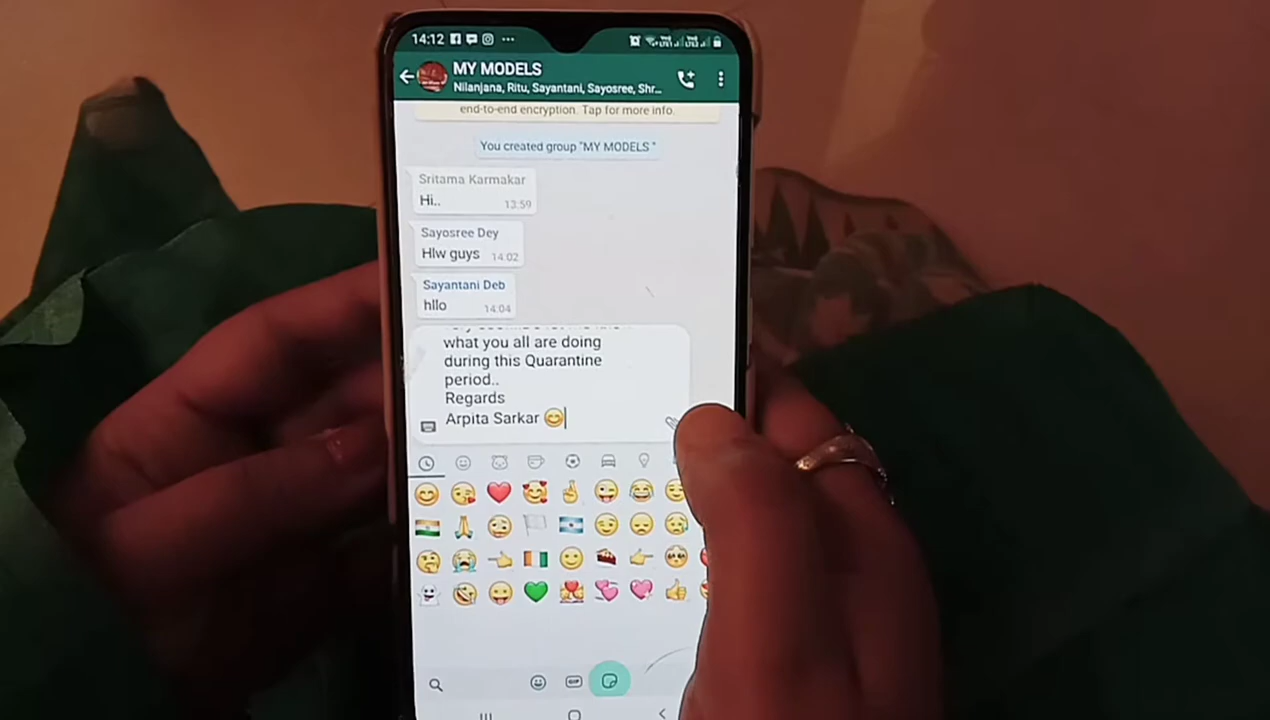 14:12
MY MODELS
Nilanjana, Ritu, Sayantani, Sayosree, Shr...
end-to-end encryption. Tap for more info.
You created group "MY MODELS "
Sritama Karmakar
Hi..
13:59
Sayosree Dey
Hlw guys 14:02
Sayantani Deb
hllo
14:04
what you all are doing
during this Quarantine
period..
Regards
Arpita Sarkar 😊
GIF